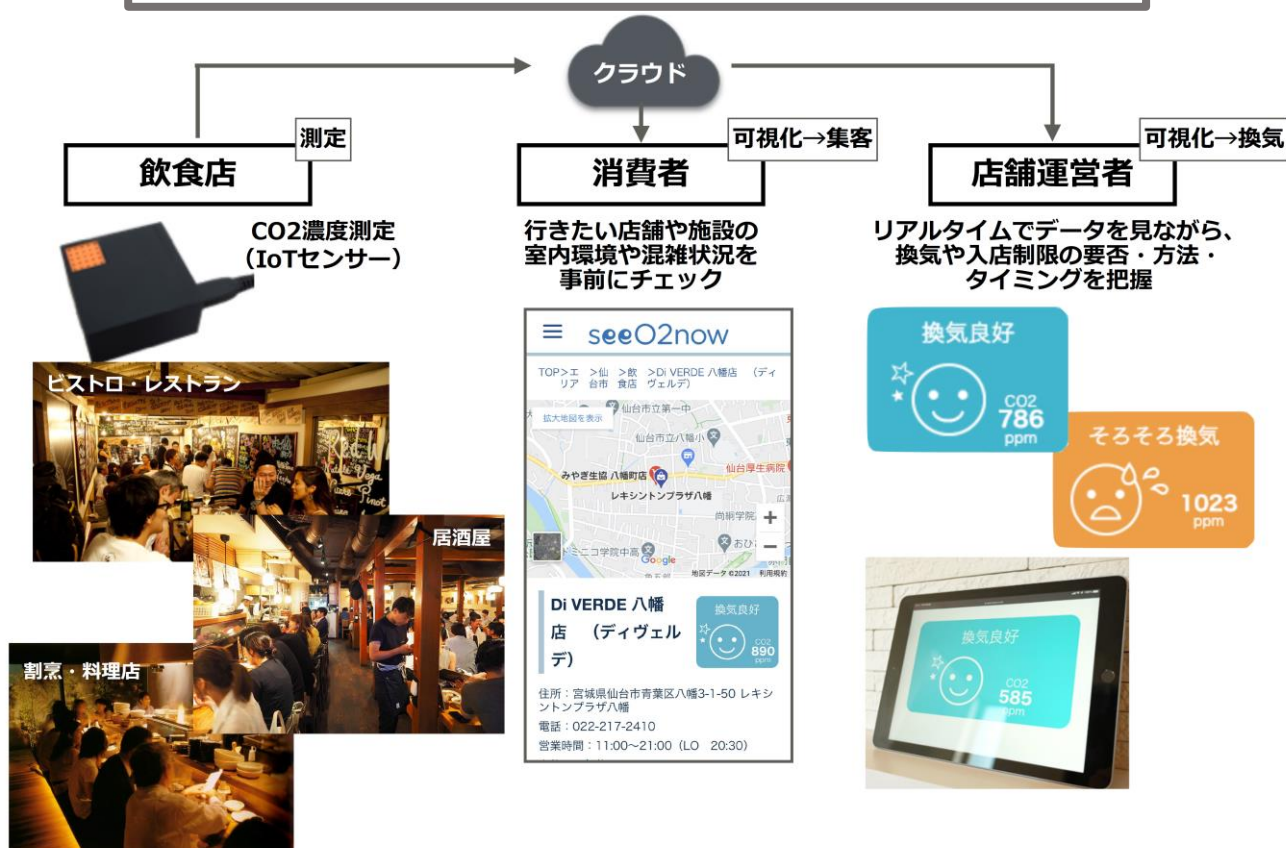 クラウド
測定
飲食店
CO2濃度測定
（IoTセンサー）
ビストロ・レストラン
居酒屋
割烹・料理店
可視化→集客
消費者
行きたい店舗や施設の
室内環境や混雑状況を
事前にチェック
seeO2now
TOP>エリア >仙台市 >飲食店 >Di VERDE 八幡店 （ディヴェルデ）
拡大地図を表示
仙台市立第一中
仙台市立八幡小
仙台厚生病院
みやぎ生協 八幡町店
レキシントンプラザ八幡
尚絅学院
ドミニコ学院中高
Google
地図データ ©2021 利用規約
Di VERDE 八幡
店 （ディヴェル
デ）
換気良好
CO2
890
ppm
住所：宮城県仙台市青葉区八幡3-1-50 レキシ
ントンプラザ八幡
電話：022-217-2410
営業時間：11:00〜21:00（LO 20:30）
可視化→換気
店舗運営者
リアルタイムでデータを見ながら、
換気や入店制限の要否・方法・
タイミングを把握
換気良好
CO2
786
ppm
そろそろ換気
1023
ppm
換気良好
CO2
585
ppm